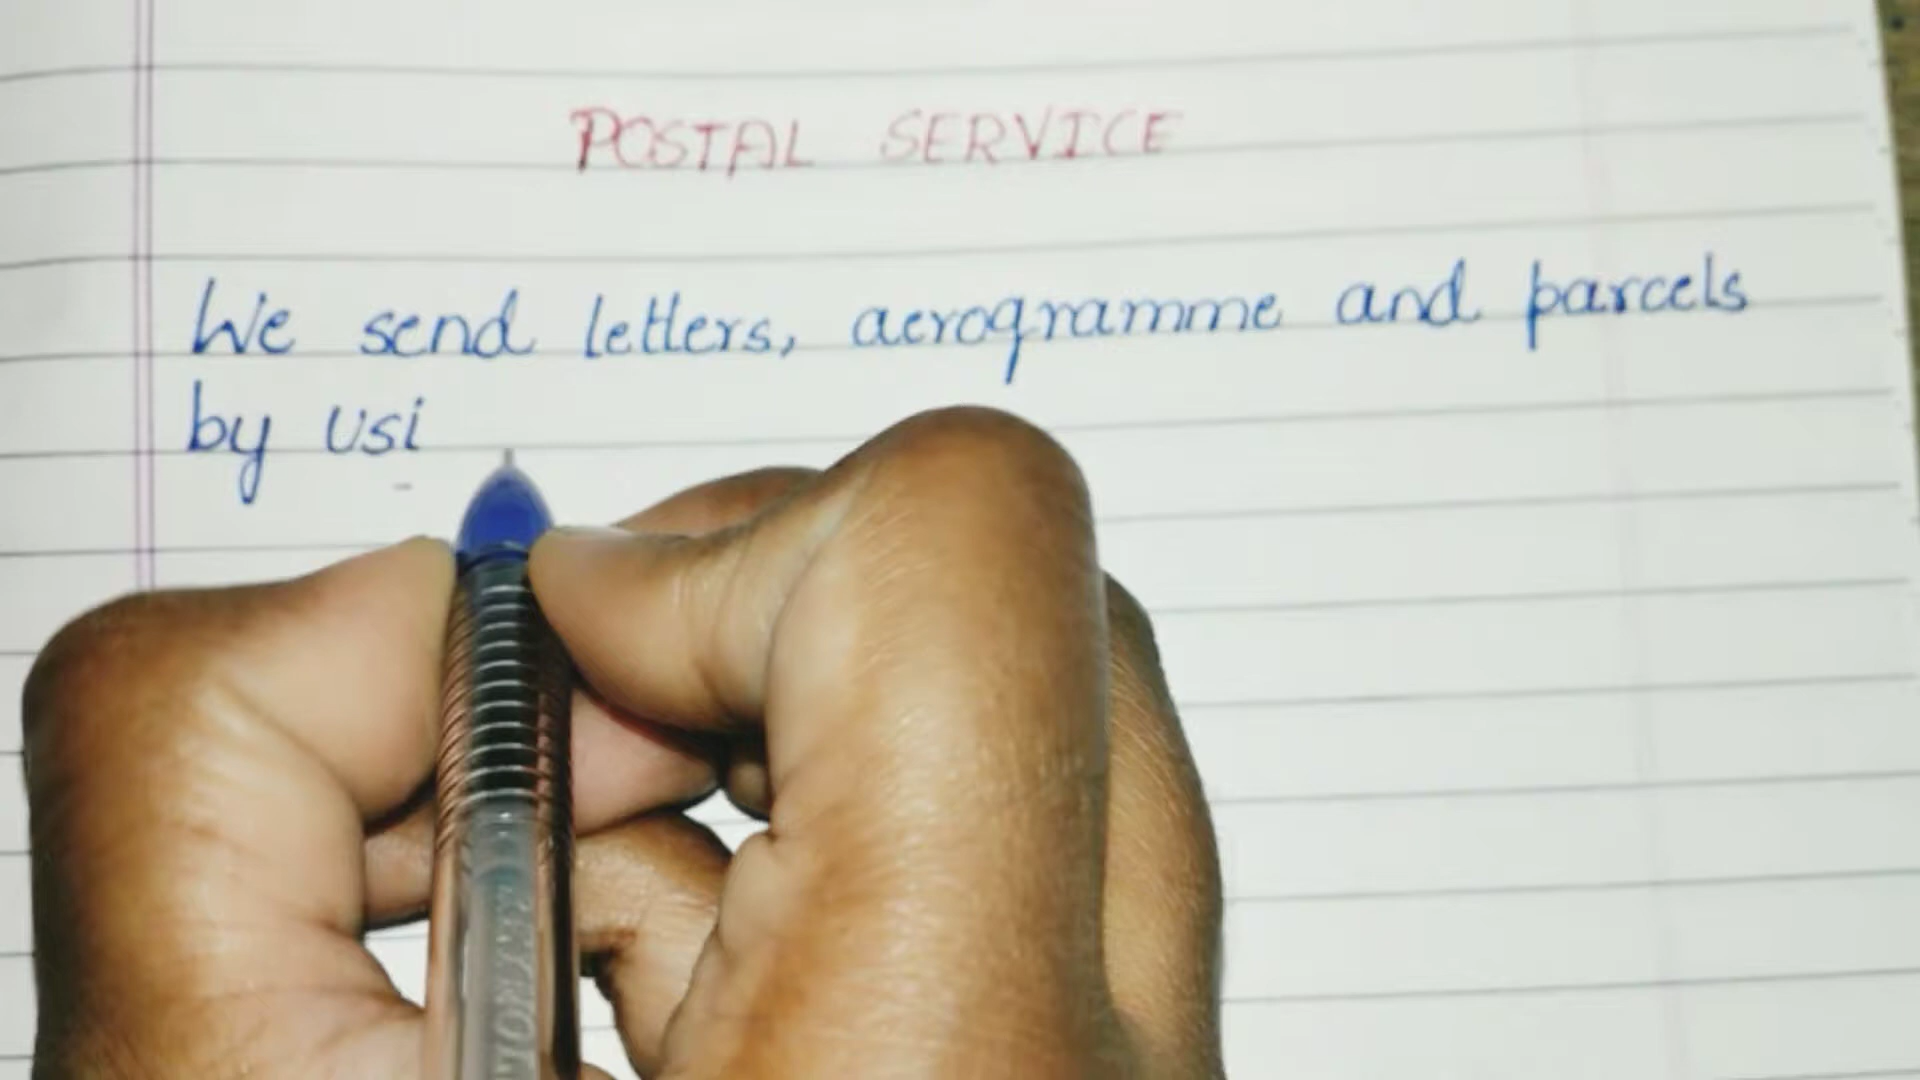 POSTAL SERVICE
We send letters, aerogramme and parcels
by usi